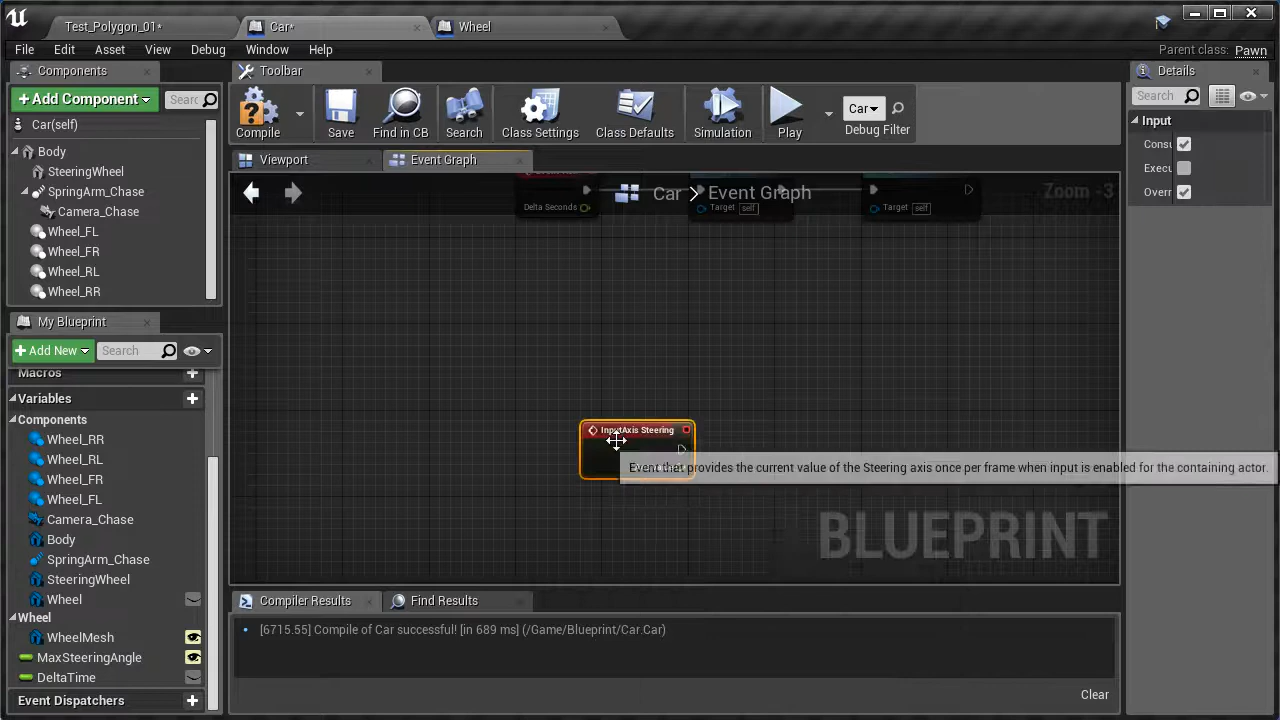 Test_Polygon_01*
Car*
Wheel
File Edit Asset View Debug Window Help
Parent class: Pawn
Components
+ Add Component
Searc
Car(self)
Body
SteeringWheel
SpringArm_Chase
Camera_Chase
Wheel_FL
Wheel_FR
Wheel_RL
Wheel_RR
My Blueprint
+ Add New
Search
Macros
Variables
Components
Wheel_RR
Wheel_RL
Wheel_FR
Wheel_FL
Camera_Chase
Body
SpringArm_Chase
SteeringWheel
Wheel
Wheel
WheelMesh
MaxSteeringAngle
DeltaTime
Event Dispatchers
Toolbar
Compile
Save
Find in CB
Search
Class Settings
Class Defaults
Simulation
Play
Car
Debug Filter
Viewport
Event Graph
Car > Event Graph
Zoom -3
Delta Seconds
Target self
Target self
InputAxis Steering
Event that provides the current value of the Steering axis once per frame when input is enabled for the containing actor.
BLUEPRINT
Compiler Results
Find Results
[6715.55] Compile of Car successful! [in 689 ms] (/Game/Blueprint/Car.Car)
Clear
Details
Search
Input
Consu
Execu
Overr